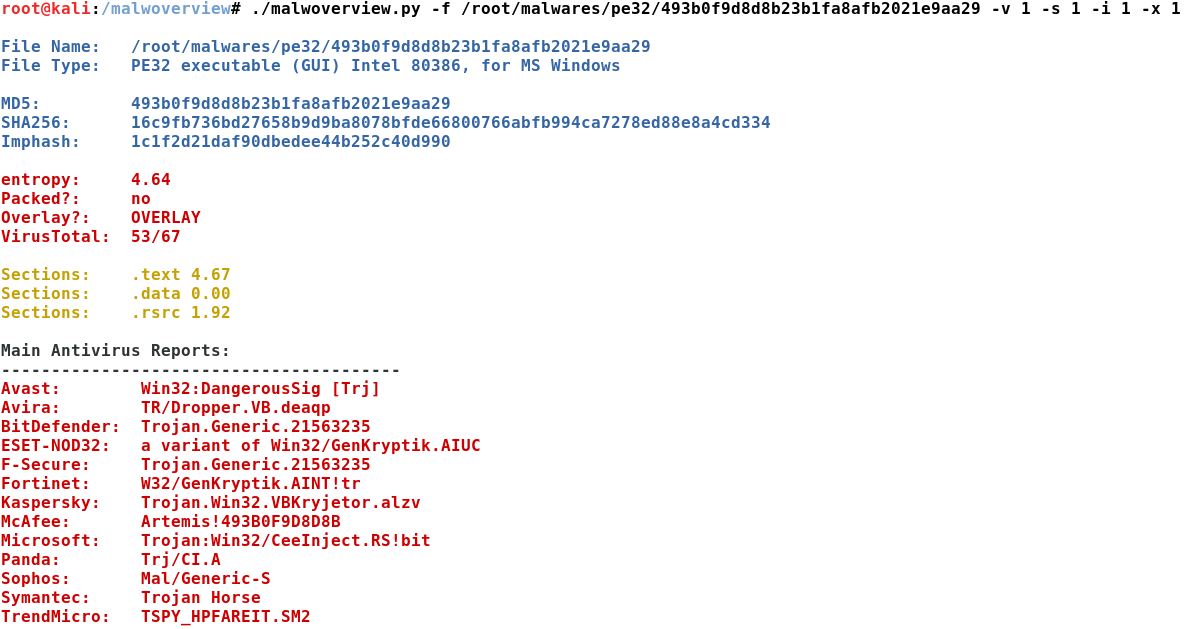 root@kali:/malwoverview# ./malwoverview.py -f /root/malwares/pe32/493b0f9d8d8b23b1fa8afb2021e9aa29 -v 1 -s 1 -i 1 -x 1
File Name:   /root/malwares/pe32/493b0f9d8d8b23b1fa8afb2021e9aa29
File Type:   PE32 executable (GUI) Intel 80386, for MS Windows
MD5:         493b0f9d8d8b23b1fa8afb2021e9aa29
SHA256:      16c9fb736bd27658b9d9ba8078bfde66800766abfb994ca7278ed88e8a4cd334
Imphash:     1c1f2d21daf90dbedee44b252c40d990
entropy:     4.64
Packed?:     no
Overlay?:    OVERLAY
VirusTotal:  53/67
Sections:    .text 4.67
Sections:    .data 0.00
Sections:    .rsrc 1.92
Main Antivirus Reports:
----------------------------------------
Avast:        Win32:DangerousSig [Trj]
Avira:        TR/Dropper.VB.deaqp
BitDefender:  Trojan.Generic.21563235
ESET-NOD32:   a variant of Win32/GenKryptik.AIUC
F-Secure:     Trojan.Generic.21563235
Fortinet:     W32/GenKryptik.AINT!tr
Kaspersky:    Trojan.Win32.VBKryjetor.alzv
McAfee:       Artemis!493B0F9D8D8B
Microsoft:    Trojan:Win32/CeeInject.RS!bit
Panda:        Trj/CI.A
Sophos:       Mal/Generic-S
Symantec:     Trojan Horse
TrendMicro:   TSPY_HPFAREIT.SM2